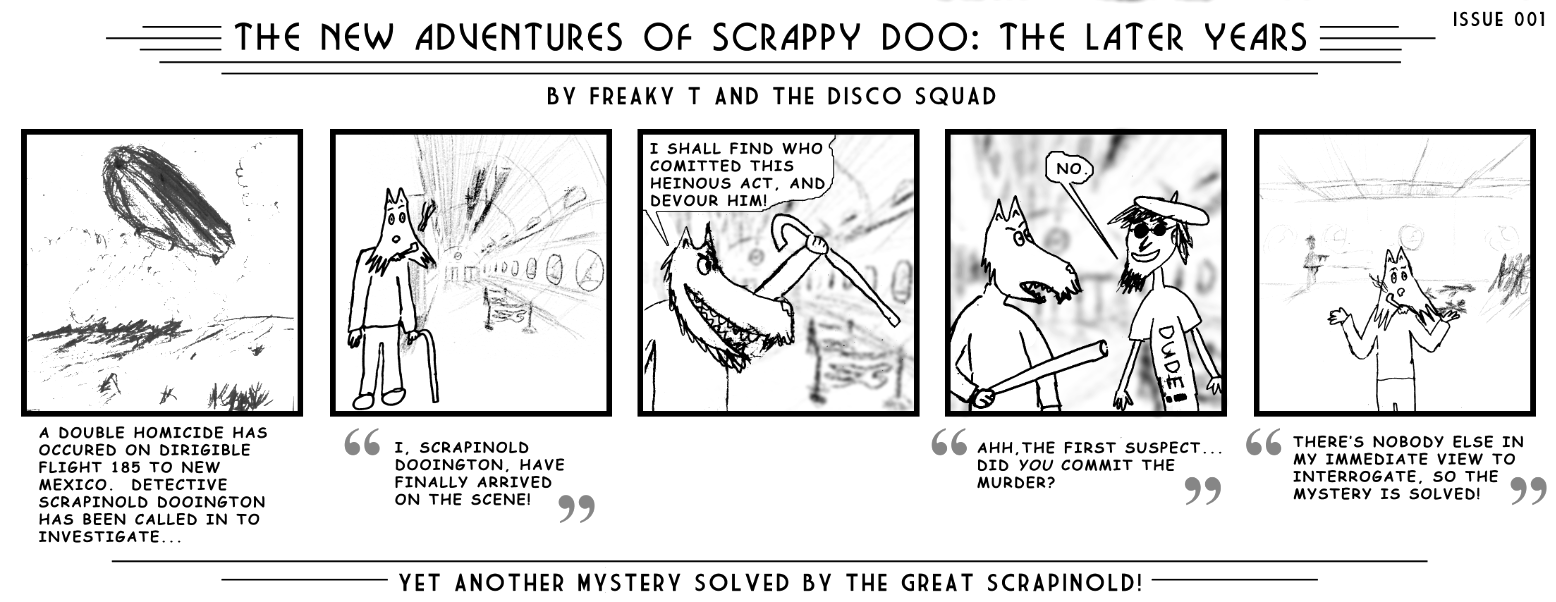 ISSUE 001
THE NEW ADVENTURES OF SCRAPPY DOO: THE LATER YEARS
BY FREAKY T AND THE DISCO SQUAD
A DOUBLE HOMICIDE HAS
OCCURED ON DIRIGIBLE
FLIGHT 185 TO NEW
MEXICO. DETECTIVE
SCRAPINOLD DOOINGTON
HAS BEEN CALLED IN TO
INVESTIGATE...
“ I, SCRAPINOLD
DOOINGTON, HAVE
FINALLY ARRIVED
ON THE SCENE! ”
I SHALL FIND WHO
COMITTED THIS
HEINOUS ACT, AND
DEVOUR HIM!
NO.
DUDE!!
“ AHH,THE FIRST SUSPECT...
DID YOU COMMIT THE
MURDER? ”
“ THERE'S NOBODY ELSE IN
MY IMMEDIATE VIEW TO
INTERROGATE, SO THE
MYSTERY IS SOLVED! ”
YET ANOTHER MYSTERY SOLVED BY THE GREAT SCRAPINOLD!